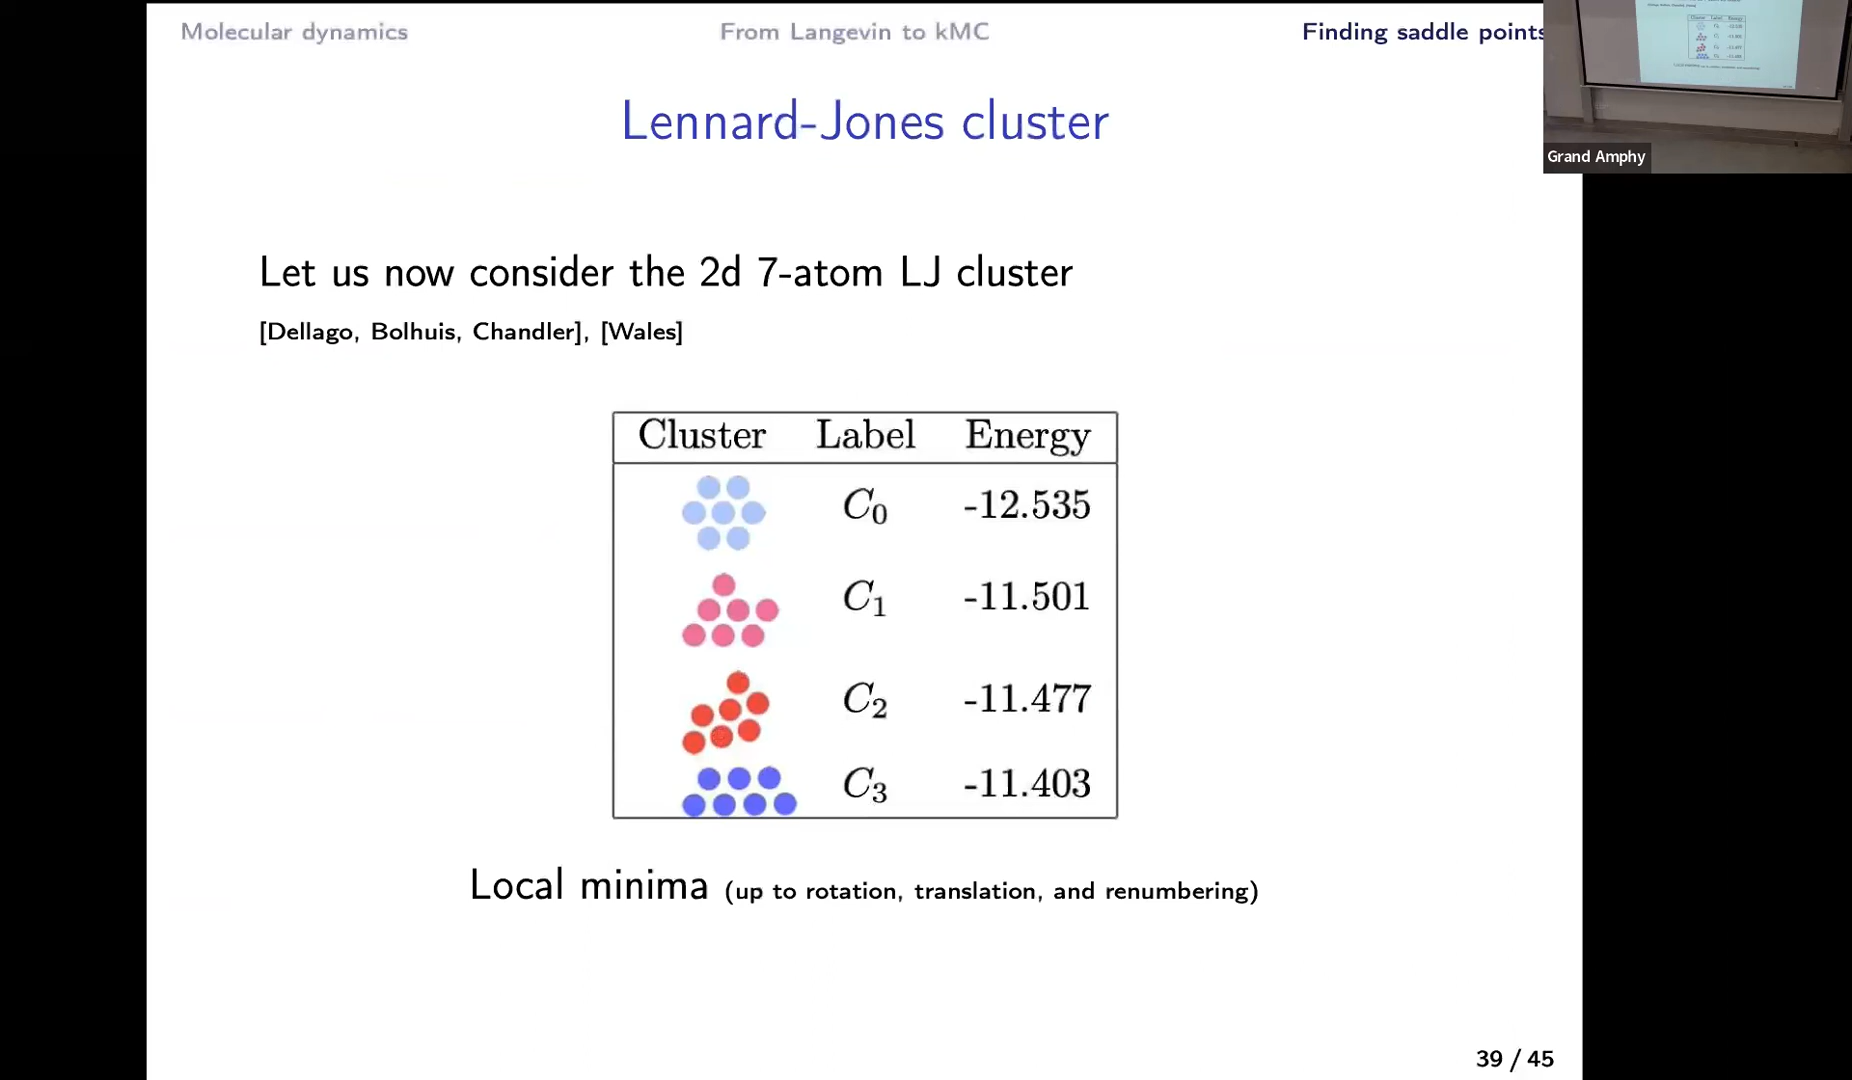 Molecular dynamics From Langevin to kMC Finding saddle points
Grand Amphy
Lennard-Jones cluster
Let us now consider the 2d 7-atom LJ cluster
[Dellago, Bolhuis, Chandler], [Wales]
Cluster Label Energy
C0 -12.535
C1 -11.501
C2 -11.477
C3 -11.403
Local minima (up to rotation, translation, and renumbering)
39 / 45